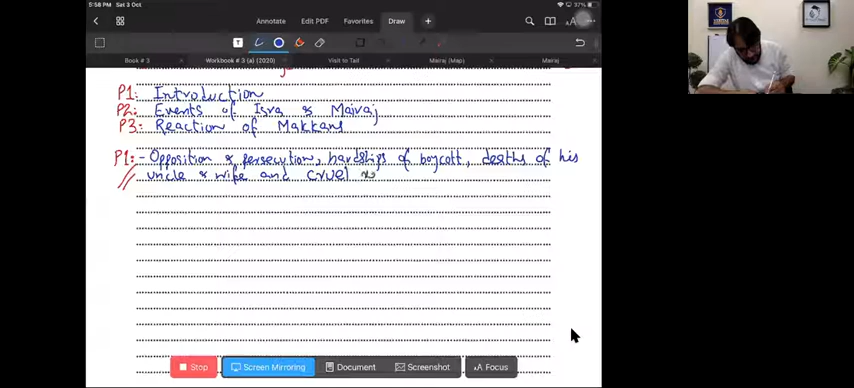 5:58 PM Sat 3 Oct
37%
Annotate Edit PDF Favorites Draw +
T
Book # 3 Workbook # 3 (a) (2020) Visit to Taif Mairaj (Map) Mairaj
P1: Introduction
P2: Events of Isra & Mairaj
P3: Reaction of Makkans
P1:- Opposition & persecution, hardships of boycott, deaths of his
uncle & wife and cruel
Stop Screen Mirroring Document Screenshot AA Focus